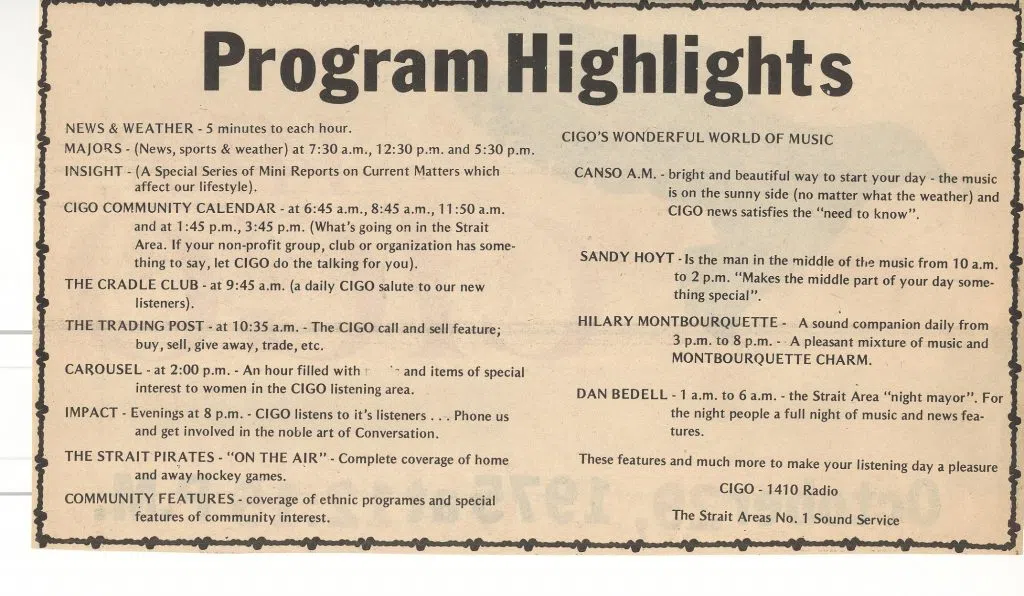 Program Highlights
NEWS & WEATHER - 5 minutes to each hour.
MAJORS - (News, sports & weather) at 7:30 a.m., 12:30 p.m. and 5:30 p.m.
INSIGHT - (A Special Series of Mini Reports on Current Matters which
affect our lifestyle).
CIGO COMMUNITY CALENDAR - at 6:45 a.m., 8:45 a.m., 11:50 a.m.
and at 1:45 p.m., 3:45 p.m. (What's going on in the Strait
Area. If your non-profit group, club or organization has some-
thing to say, let CIGO do the talking for you).
THE CRADLE CLUB - at 9:45 a.m. (a daily CIGO salute to our new
listeners).
THE TRADING POST - at 10:35 a.m. - The CIGO call and sell feature;
buy, sell, give away, trade, etc.
CAROUSEL - at 2:00 p.m. - An hour filled with and items of special
interest to women in the CIGO listening area.
IMPACT - Evenings at 8 p.m. - CIGO listens to it's listeners . . . Phone us
and get involved in the noble art of Conversation.
THE STRAIT PIRATES - "ON THE AIR" - Complete coverage of home
and away hockey games.
COMMUNITY FEATURES - coverage of ethnic programes and special
features of community interest.
CIGO'S WONDERFUL WORLD OF MUSIC
CANSO A.M. - bright and beautiful way to start your day - the music
is on the sunny side (no matter what the weather) and
CIGO news satisfies the "need to know".
SANDY HOYT - Is the man in the middle of the music from 10 a.m.
to 2 p.m. "Makes the middle part of your day some-
thing special".
HILARY MONTBOURQUETTE - A sound companion daily from
3 p.m. to 8 p.m. - A pleasant mixture of music and
MONTBOURQUETTE CHARM.
DAN BEDELL - 1 a.m. to 6 a.m. - the Strait Area "night mayor". For
the night people a full night of music and news fea-
tures.
These features and much more to make your listening day a pleasure
CIGO - 1410 Radio
The Strait Areas No. 1 Sound Service